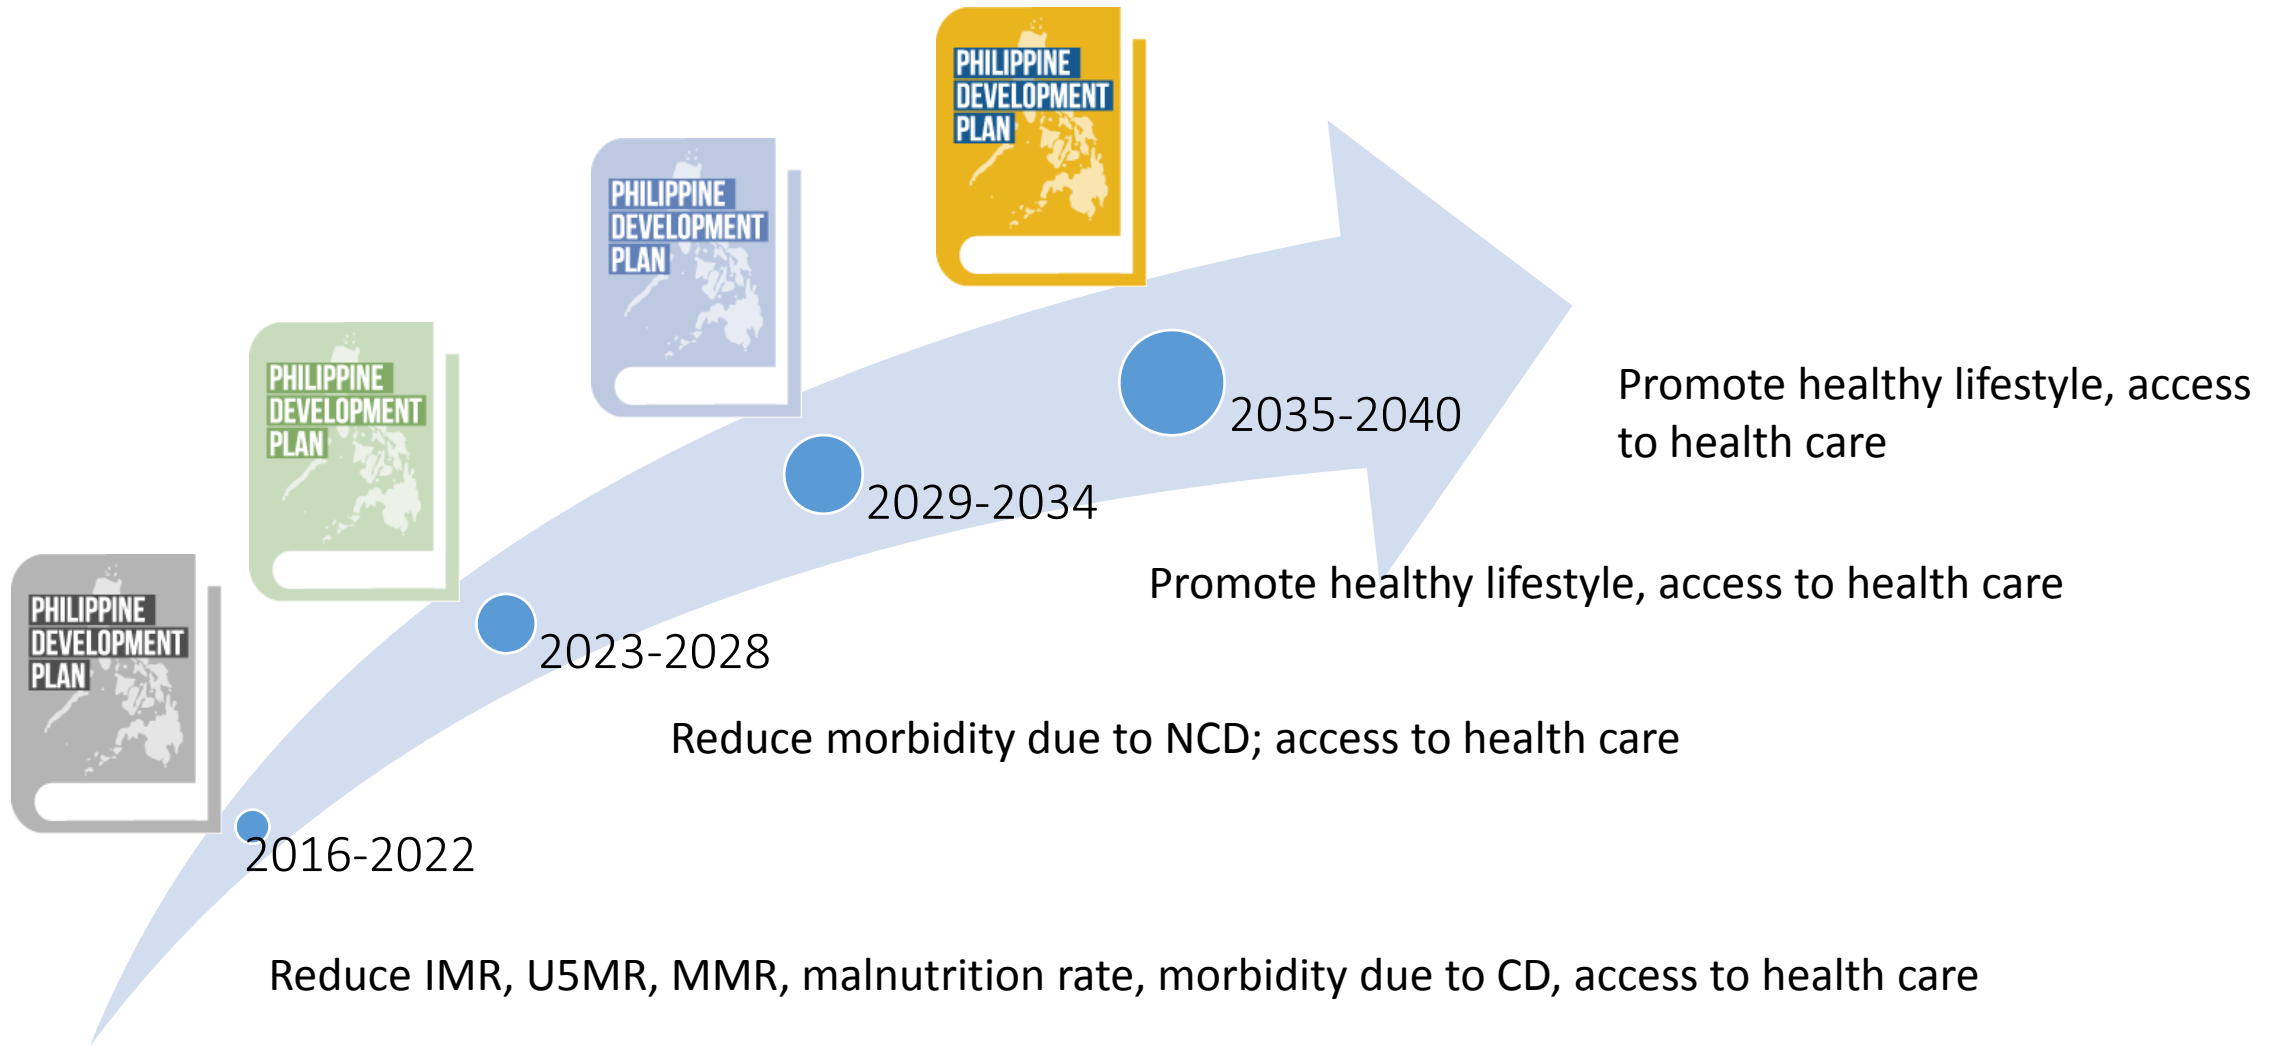 PHILIPPINE
DEVELOPMENT
PLAN
PHILIPPINE
DEVELOPMENT
PLAN
PHILIPPINE
DEVELOPMENT
PLAN
PHILIPPINE
DEVELOPMENT
PLAN
2035-2040
Promote healthy lifestyle, access
to health care
2029-2034
Promote healthy lifestyle, access to health care
2023-2028
Reduce morbidity due to NCD; access to health care
2016-2022
Reduce IMR, U5MR, MMR, malnutrition rate, morbidity due to CD, access to health care